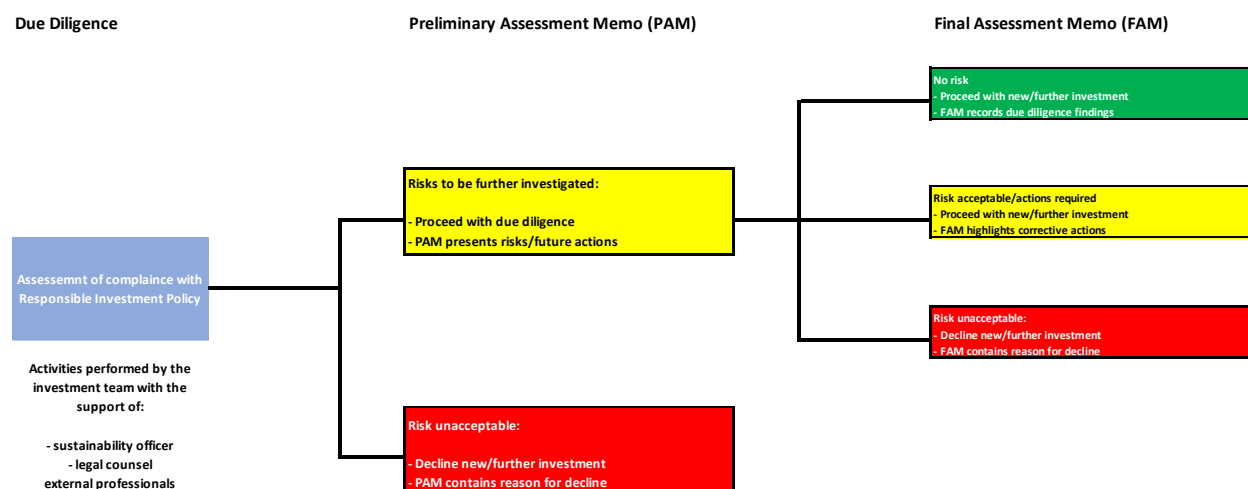 Due Diligence
Preliminary Assessment Memo (PAM)
Final Assessment Memo (FAM)
No risk
- Proceed with new/further investment
- FAM records due diligence findings
Risks to be further investigated:
- Proceed with due diligence
- PAM presents risks/future actions
Risk acceptable/actions required
- Proceed with new/further investment
- FAM highlights corrective actions
Assessemnt of complaince with
Responsible Investment Policy
Risk unacceptable:
- Decline new/further investment
- FAM contains reason for decline
Activities performed by the
investment team with the
support of:
- sustainability officer
- legal counsel
external professionals
Risk unacceptable:
- Decline new/further investment
- PAM contains reason for decline